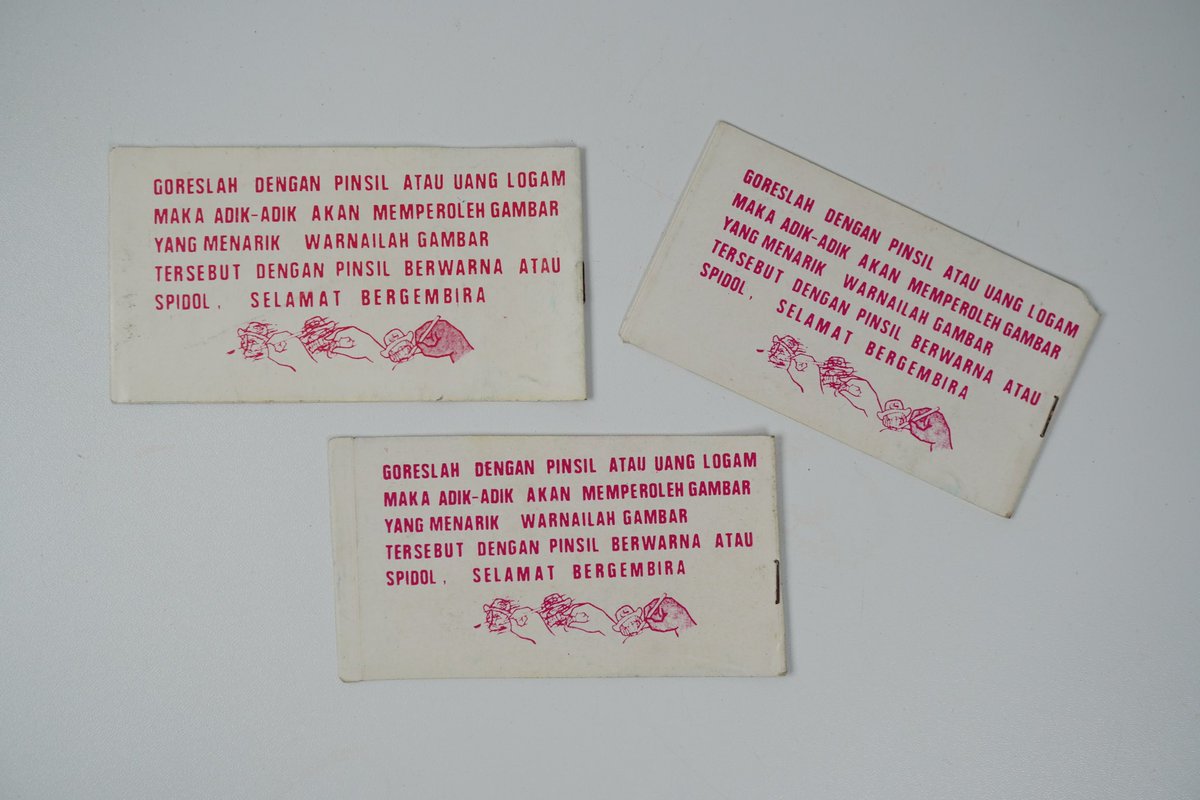 GORESLAH DENGAN PINSIL ATAU UANG LOGAM
MAKA ADIK-ADIK AKAN MEMPEROLEH GAMBAR
YANG MENARIK WARNAILAH GAMBAR
TERSEBUT DENGAN PINSIL BERWARNA ATAU
SPIDOL, SELAMAT BERGEMBIRA
GORESLAH DENGAN PINSIL ATAU UANG LOGAM
MAKA ADIK-ADIK AKAN MEMPEROLEH GAMBAR
YANG MENARIK WARNAILAH GAMBAR
TERSEBUT DENGAN PINSIL BERWARNA ATAU
SPIDOL, SELAMAT BERGEMBIRA
GORESLAH DENGAN PINSIL ATAU UANG LOGAM
MAKA ADIK-ADIK AKAN MEMPEROLEH GAMBAR
YANG MENARIK WARNAILAH GAMBAR
TERSEBUT DENGAN PINSIL BERWARNA ATAU
SPIDOL, SELAMAT BERGEMBIRA